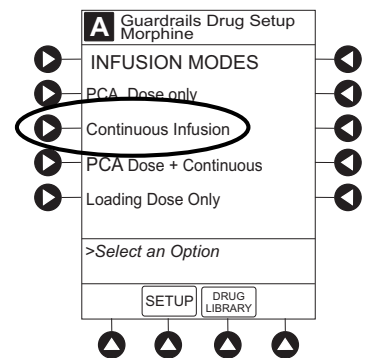 A Guardrails Drug Setup
Morphine
INFUSION MODES
PCA Dose only
Continuous Infusion
PCA Dose + Continuous
Loading Dose Only
>Select an Option
SETUP
DRUG
LIBRARY